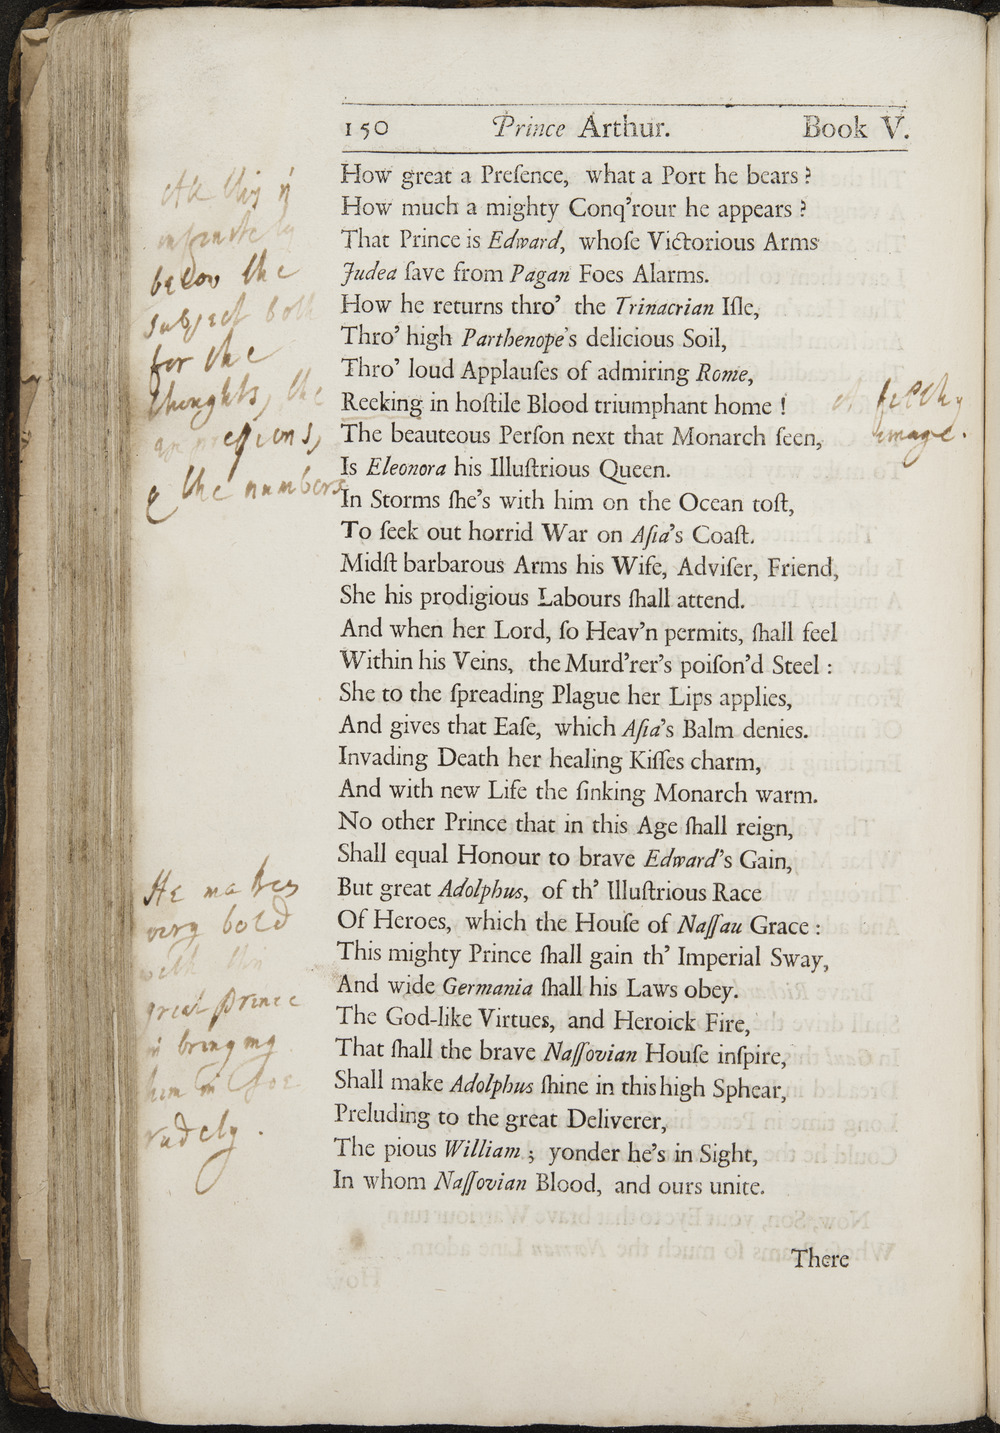 150 Prince Arthur. Book V.
How great a Preſence, what a Port he bears?
How much a mighty Conq'rour he appears?
That Prince is Edward, whoſe Victorious Arms
Judea ſave from Pagan Foes Alarms.
How he returns thro' the Trinacrian Iſle,
Thro' high Parthenope's delicious Soil,
Thro' loud Applauſes of admiring Rome,
Reeking in hoſtile Blood triumphant home!
The beauteous Perſon next that Monarch ſeen,
Is Eleonora his Illuſtrious Queen.
In Storms ſhe's with him on the Ocean toſt,
To ſeek out horrid War on Aſia's Coaſt.
Midſt barbarous Arms his Wife, Adviſer, Friend,
She his prodigious Labours ſhall attend.
And when her Lord, ſo Heav'n permits, ſhall feel
Within his Veins, the Murd'rer's poiſon'd Steel:
She to the ſpreading Plague her Lips applies,
And gives that Eaſe, which Aſia's Balm denies.
Invading Death her healing Kiſſes charm,
And with new Life the ſinking Monarch warm.
No other Prince that in this Age ſhall reign,
Shall equal Honour to brave Edward's Gain,
But great Adolphus, of th' Illuſtrious Race
Of Heroes, which the Houſe of Naſſau Grace:
This mighty Prince ſhall gain th' Imperial Sway,
And wide Germania ſhall his Laws obey.
The God-like Virtues, and Heroick Fire,
That ſhall the brave Naſſovian Houſe inſpire,
Shall make Adolphus ſhine in this high Sphear,
Preluding to the great Deliverer,
The pious William; yonder he's in Sight,
In whom Naſſovian Blood, and ours unite.
There
All this is
infinitely
below the
subject both
for the
thoughts, the
expressions,
& the numbers
He makes
very bold
with this
great Prince
in bringing
him in soe
rudely.
A filthy
image.